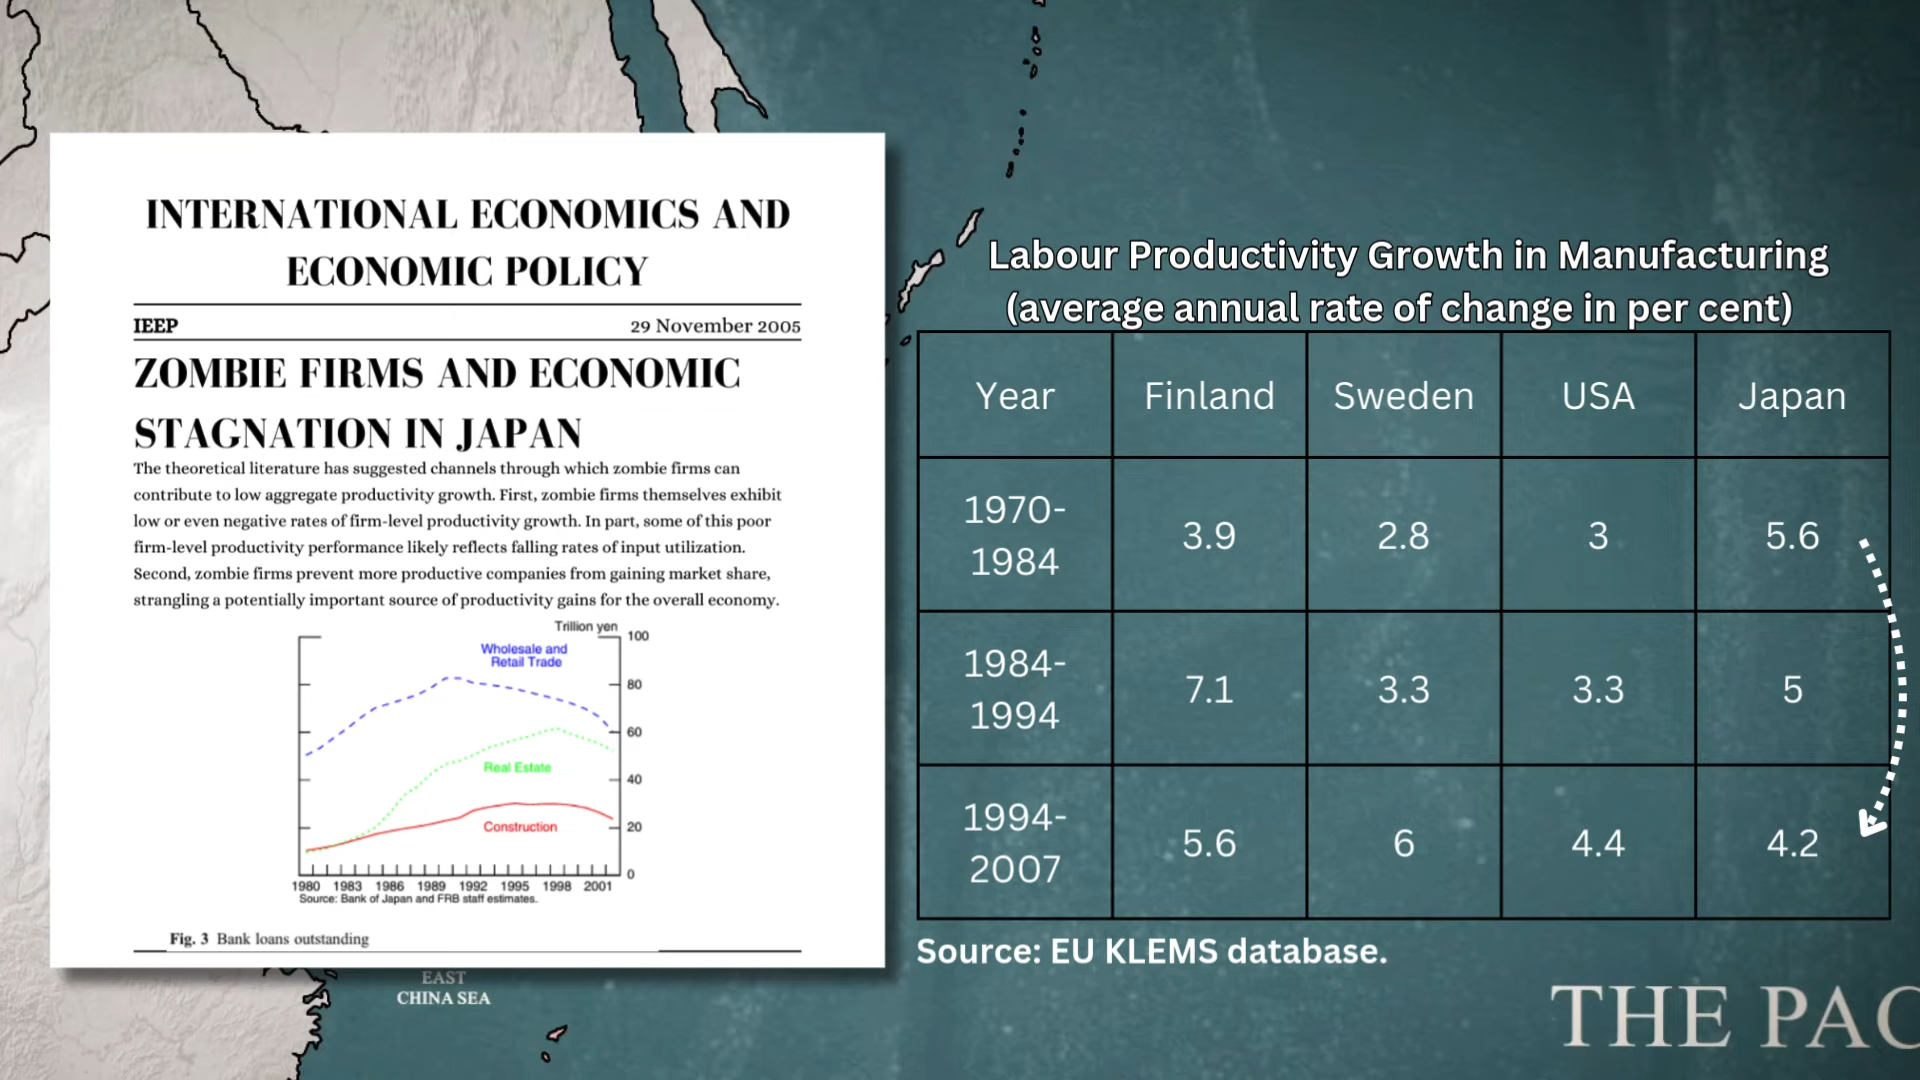 INTERNATIONAL ECONOMICS AND
ECONOMIC POLICY
IEEP 29 November 2005
ZOMBIE FIRMS AND ECONOMIC
STAGNATION IN JAPAN
The theoretical literature has suggested channels through which zombie firms can
contribute to low aggregate productivity growth. First, zombie firms themselves exhibit
low or even negative rates of firm-level productivity growth. In part, some of this poor
firm-level productivity performance likely reflects falling rates of input utilization.
Second, zombie firms prevent more productive companies from gaining market share,
strangling a potentially important source of productivity gains for the overall economy.
Trillion yen
100
Wholesale and
Retail Trade
80
60
Real Estate
40
Construction
20
0
1980 1983 1986 1989 1992 1995 1998 2001
Source: Bank of Japan and FRB staff estimates.
Fig. 3 Bank loans outstanding
Labour Productivity Growth in Manufacturing
(average annual rate of change in per cent)
Year Finland Sweden USA Japan
1970-
1984
3.9 2.8 3 5.6
1984-
1994
7.1 3.3 3.3 5
1994-
2007
5.6 6 4.4 4.2
Source: EU KLEMS database.
EAST
CHINA SEA
THE PAC